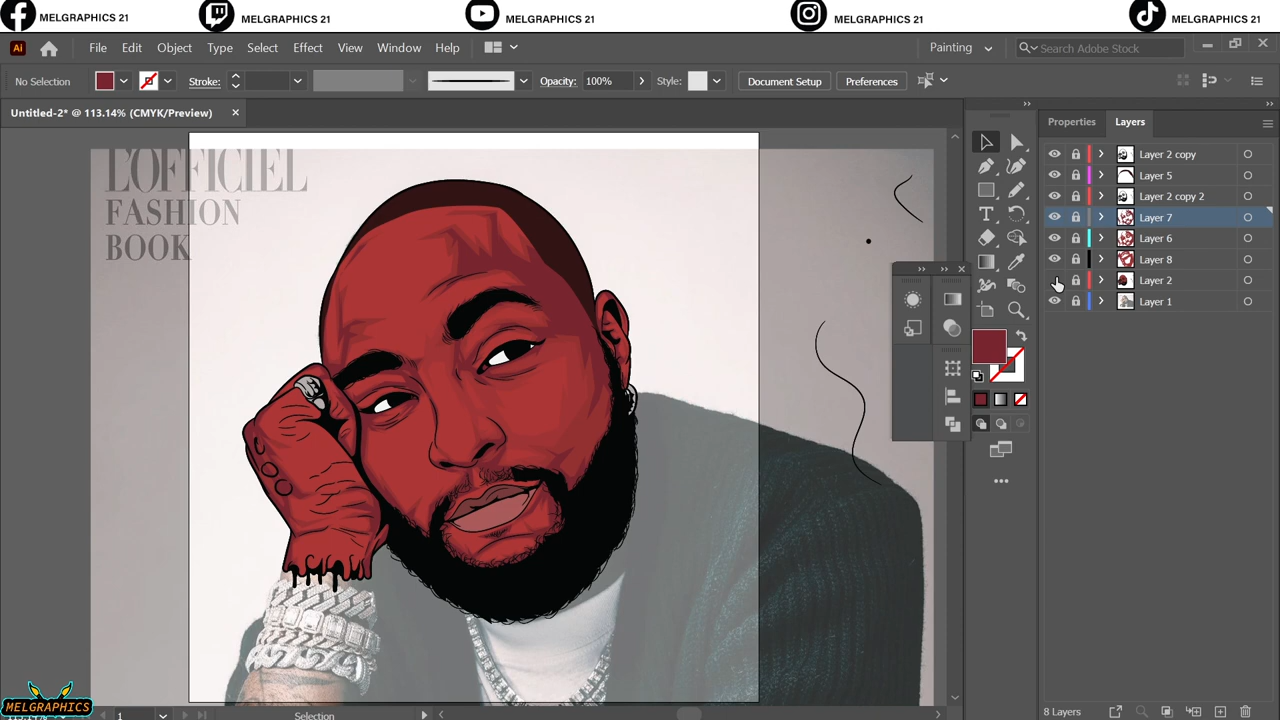 MELGRAPHICS 21
MELGRAPHICS 21
MELGRAPHICS 21
MELGRAPHICS 21
MELGRAPHICS 21
Ai
File Edit Object Type Select Effect View Window Help
Painting
Search Adobe Stock
No Selection
Stroke:
Opacity:
100%
Style:
Document Setup
Preferences
Untitled-2* @ 113.14% (CMYK/Preview)
Properties
Layers
Layer 2 copy
Layer 5
Layer 2 copy 2
Layer 7
Layer 6
Layer 8
Layer 2
Layer 1
L'OFFICIEL
FASHION
BOOK
MELGRAPHICS
1
Selection
8 Layers